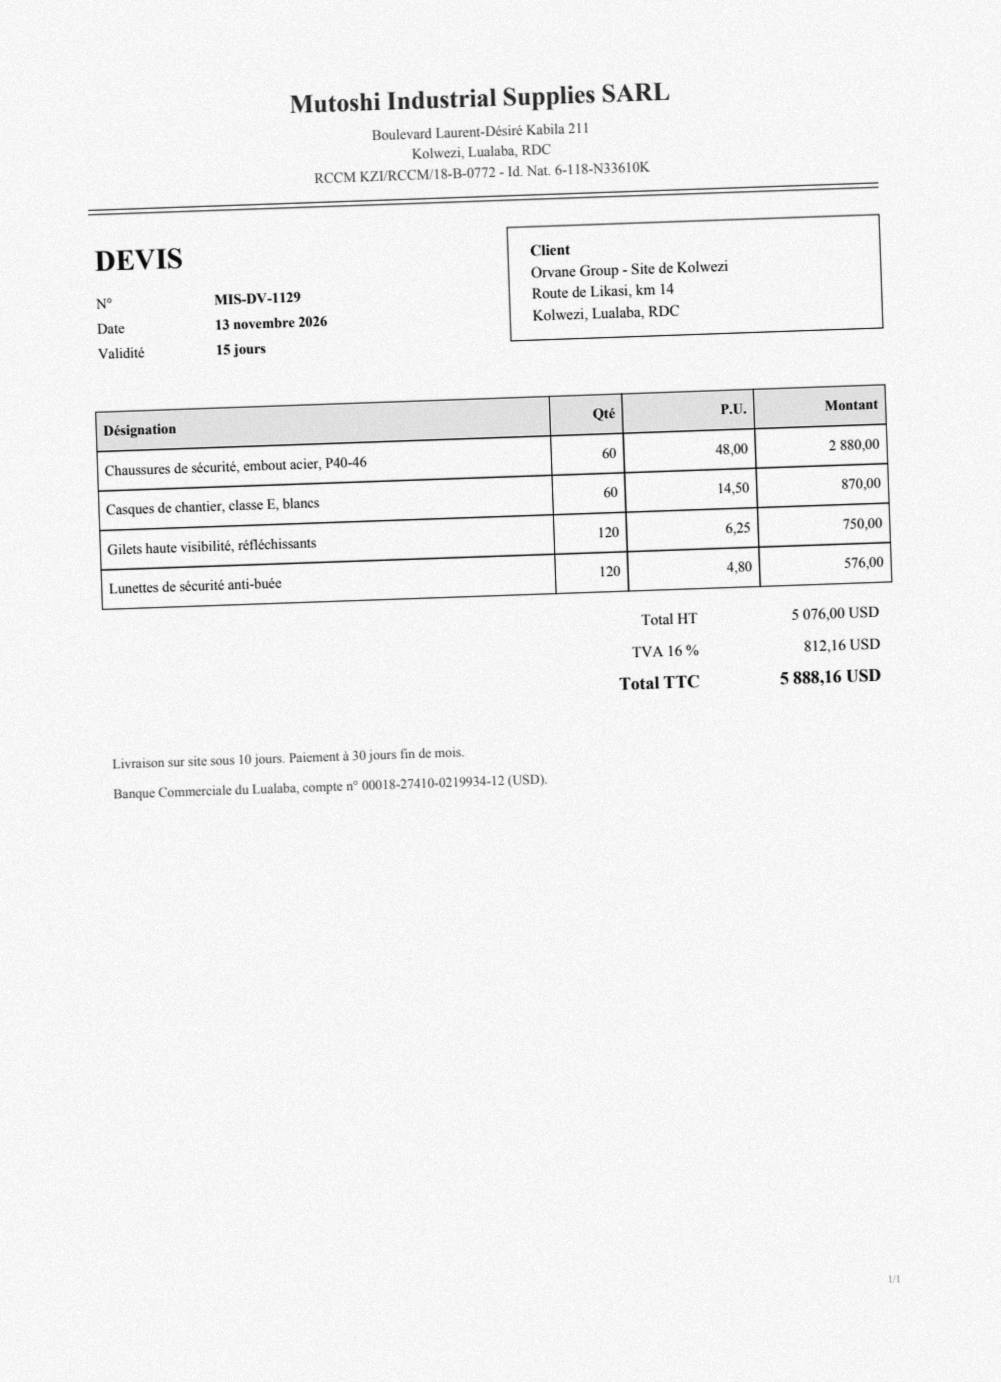 Mutoshi Industrial Supplies SARL
Boulevard Laurent-Désiré Kabila 211
Kolwezi, Lualaba, RDC
RCCM KZI/RCCM/18-B-0772 - Id. Nat. 6-118-N33610K
DEVIS
N° MIS-DV-1129
Date 13 novembre 2026
Validité 15 jours
Client
Orvane Group - Site de Kolwezi
Route de Likasi, km 14
Kolwezi, Lualaba, RDC
Désignation Qté P.U. Montant
Chaussures de sécurité, embout acier, P40-46 60 48,00 2 880,00
Casques de chantier, classe E, blancs 60 14,50 870,00
Gilets haute visibilité, réfléchissants 120 6,25 750,00
Lunettes de sécurité anti-buée 120 4,80 576,00
Total HT 5 076,00 USD
TVA 16 % 812,16 USD
Total TTC 5 888,16 USD
Livraison sur site sous 10 jours. Paiement à 30 jours fin de mois.
Banque Commerciale du Lualaba, compte n° 00018-27410-0219934-12 (USD).
1/1